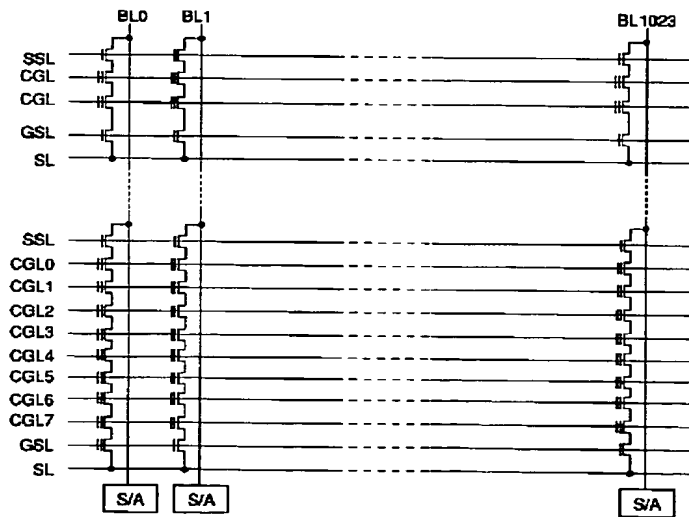 BL0 BL1 BL1023
SSL
CGL
CGL
GSL
SL
SSL
CGL0
CGL1
CGL2
CGL3
CGL4
CGL5
CGL6
CGL7
GSL
SL
S/A S/A S/A